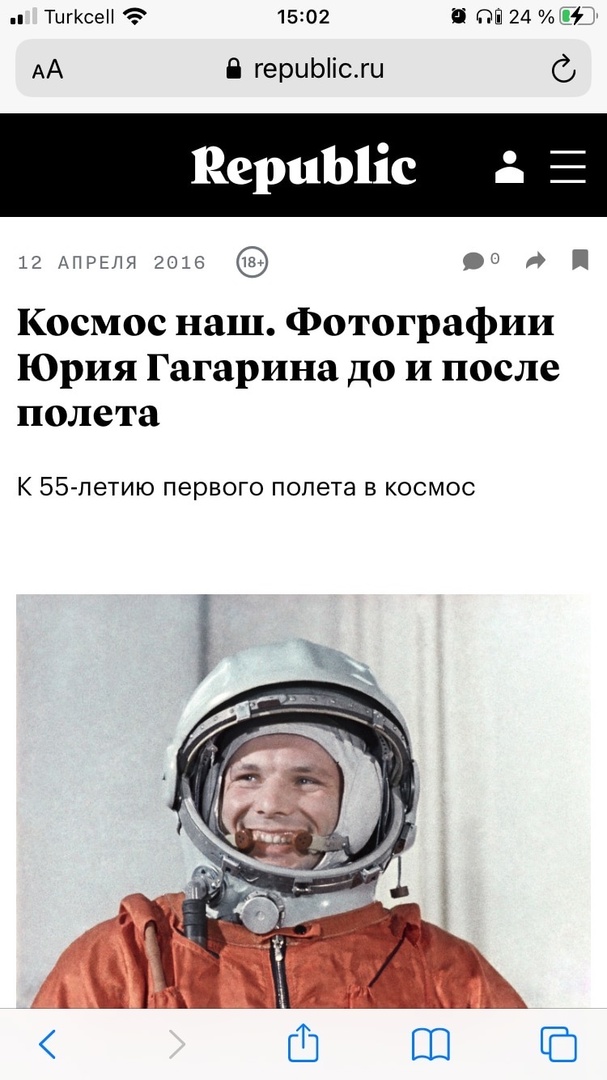 Turkcell 15:02 24 %
AA republic.ru
Republic
12 АПРЕЛЯ 2016 18+ 0
Космос наш. Фотографии
Юрия Гагарина до и после
полета
К 55-летию первого полета в космос